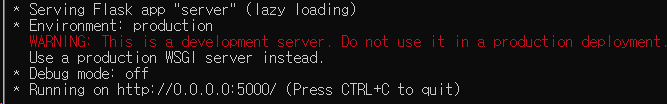 * Serving Flask app "server" (lazy loading)
* Environment: production
WARNING: This is a development server. Do not use it in a production deployment.
Use a production WSGI server instead.
* Debug mode: off
* Running on http://0.0.0.0:5000/ (Press CTRL+C to quit)